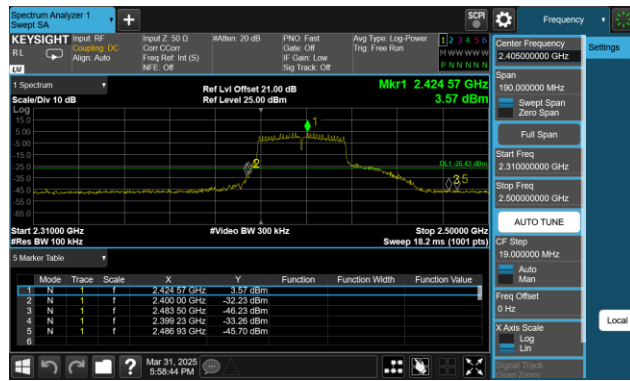 Spectrum Analyzer 1
Swept SA
+
SCPI
Frequency
KEYSIGHT Input: RF
RL Coupling: DC
Align: Auto
Input Z: 50 Ω
Corr CCorr
Freq Ref: Int (S)
NFE: Off
#Atten: 20 dB
PNO: Fast
Gate: Off
IF Gain: Low
Sig Track: Off
Avg Type: Log-Power
Trig: Free Run
1 2 3 4 5 6
M W W W W W
P N N N N N
LXI
1 Spectrum
Scale/Div 10 dB
Ref Lvl Offset 21.00 dB
Ref Level 25.00 dBm
Mkr1 2.424 57 GHz
3.57 dBm
Log
15.0
5.00
-5.00
-15.0
-25.0
-35.0
-45.0
-55.0
-65.0
1
2
3
5
DL1 -26.43 dBm
Start 2.31000 GHz
#Res BW 100 kHz
#Video BW 300 kHz
Stop 2.50000 GHz
Sweep 18.2 ms (1001 pts)
5 Marker Table
Mode Trace Scale X Y Function Function Width Function Value
1 N 1 f 2.424 57 GHz 3.57 dBm
2 N 1 f 2.400 00 GHz -32.23 dBm
3 N 1 f 2.483 50 GHz -46.23 dBm
4 N 1 f 2.399 23 GHz -33.26 dBm
5 N 1 f 2.486 93 GHz -45.70 dBm
6
?
Mar 31, 2025
5:58:44 PM
Center Frequency
2.405000000 GHz
Span
190.000000 MHz
Swept Span
Zero Span
Full Span
Start Freq
2.310000000 GHz
Stop Freq
2.500000000 GHz
AUTO TUNE
CF Step
19.000000 MHz
Auto
Man
Freq Offset
0 Hz
X Axis Scale
Log
Lin
Signal Track
(Span Zoom)
Settings
Local